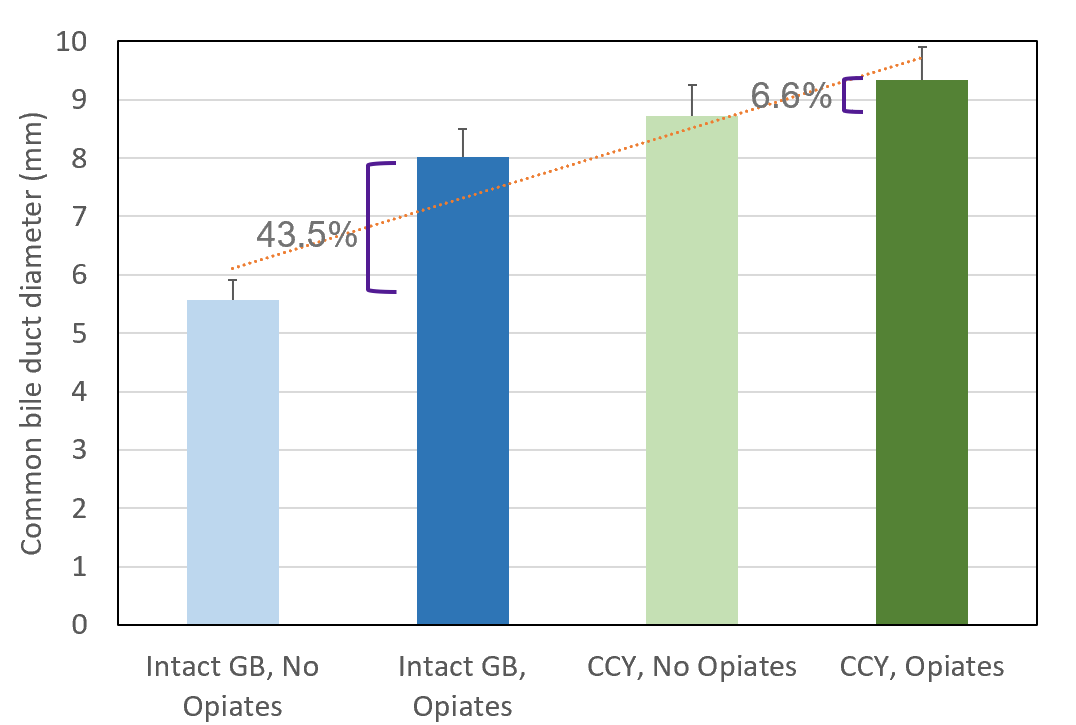 Common bile duct diameter (mm)
10
9
8
7
6
5
4
3
2
1
0
43.5%
6.6%
Intact GB, No
Opiates
Intact GB,
Opiates
CCY, No Opiates
CCY, Opiates